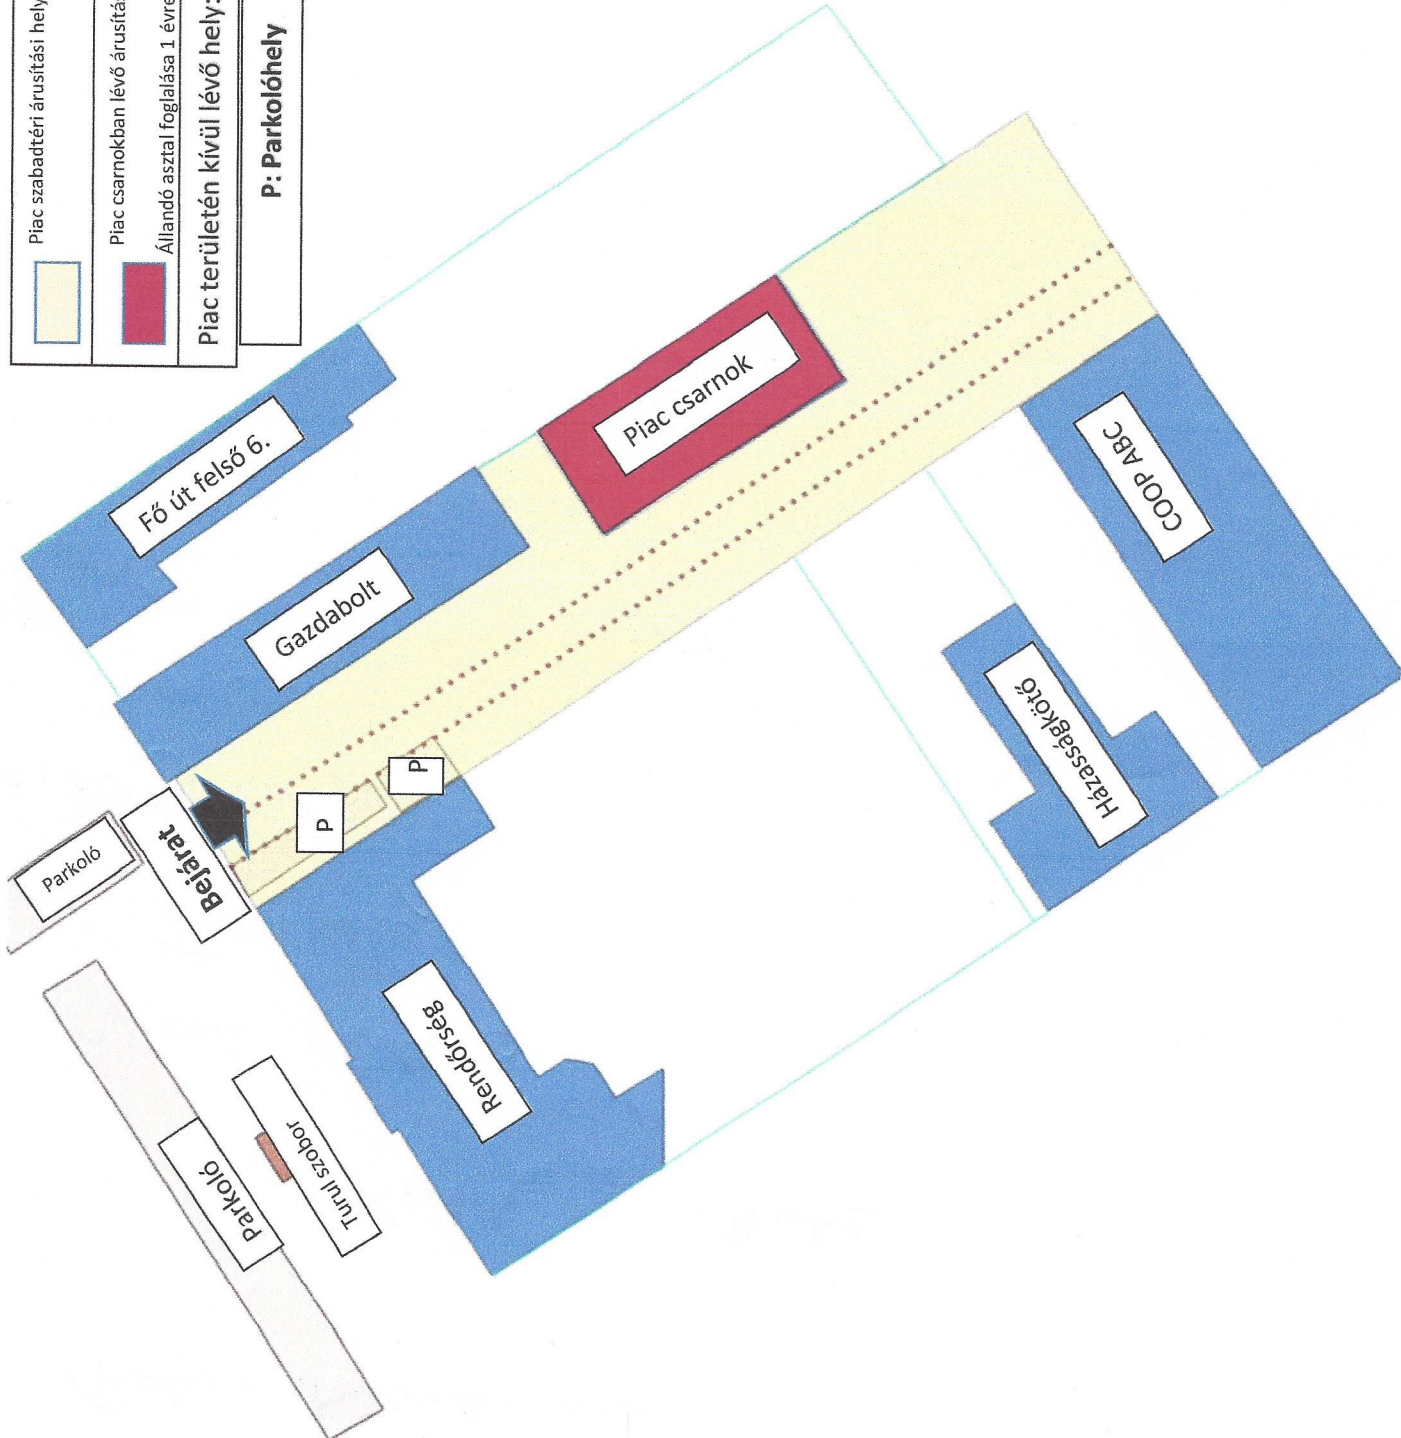 Piac szabadtéri árusítási hely
Piac csarnokban lévő árusítás
Állandó asztal foglalása 1 évre
Piac területén kívül lévő hely:
P: Parkolóhely
Fő út felső 6.
Gazdabolt
Piac csarnok
COOP ABC
Házasságkötő
P
P
Bejárat
Parkoló
Rendőrség
Turul szobor
Parkoló